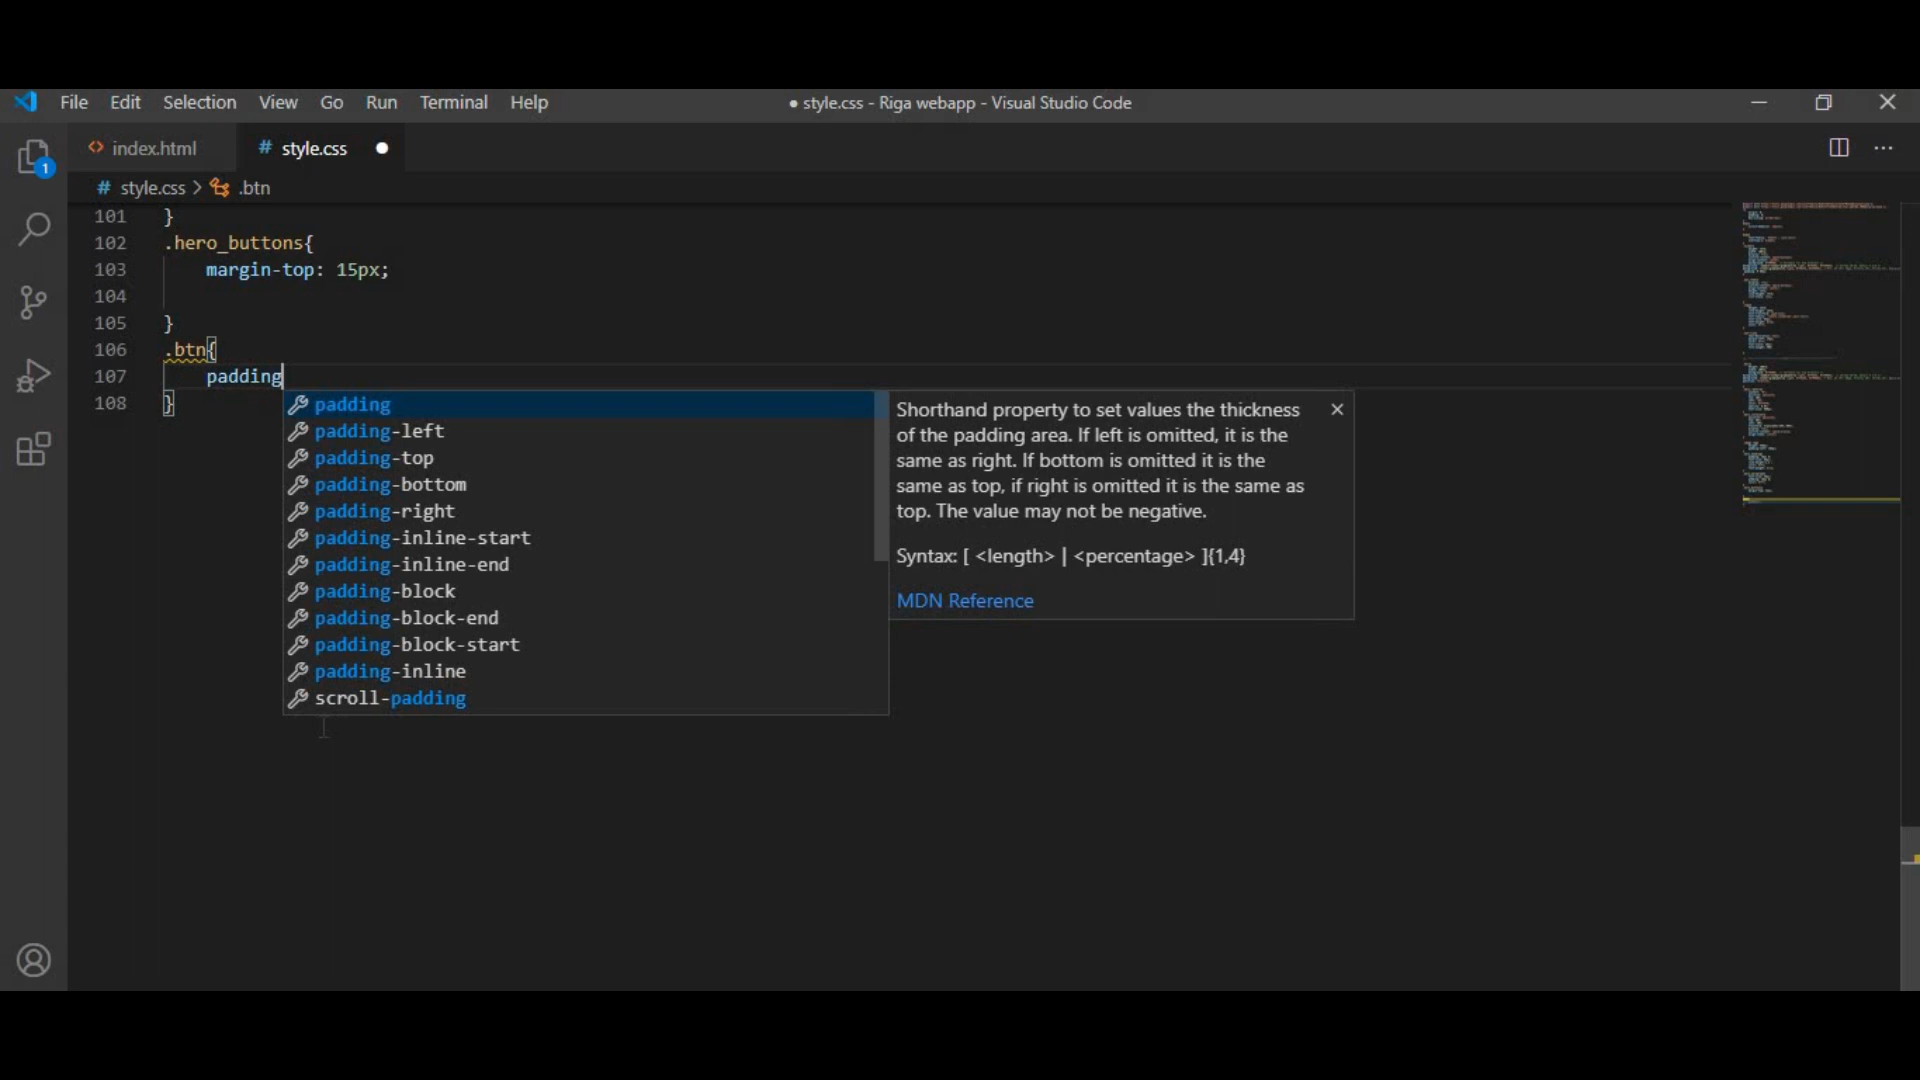 File Edit Selection View Go Run Terminal Help
● style.css - Riga webapp - Visual Studio Code
1
<> index.html
# style.css ●
# style.css > .btn
101 }
102 .hero_buttons{
103 margin-top: 15px;
104
105 }
106 .btn{
107 padding
108 }
padding
padding-left
padding-top
padding-bottom
padding-right
padding-inline-start
padding-inline-end
padding-block
padding-block-end
padding-block-start
padding-inline
scroll-padding
Shorthand property to set values the thickness
of the padding area. If left is omitted, it is the
same as right. If bottom is omitted it is the
same as top, if right is omitted it is the same as
top. The value may not be negative.
Syntax: [ <length> | <percentage> ]{1,4}
MDN Reference